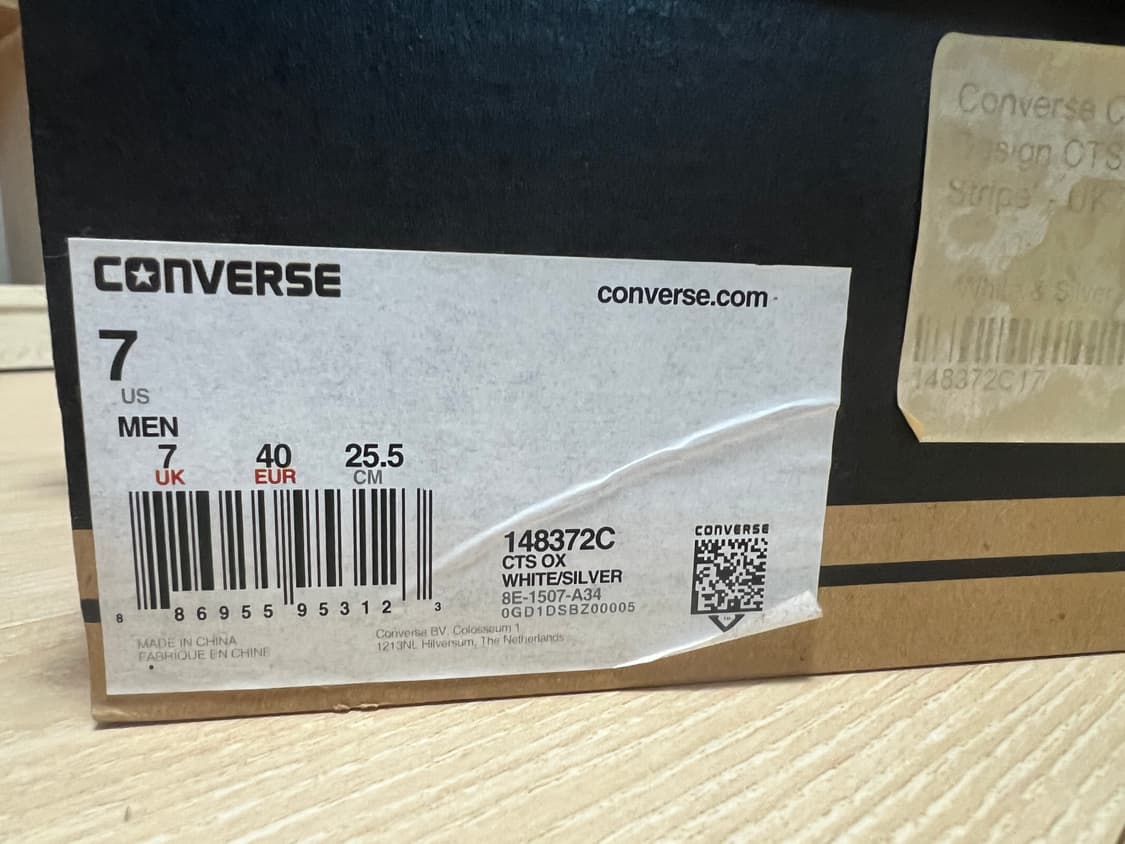 CONVERSE
converse.com
7
US
MEN
7 40 25.5
UK EUR CM
8 86955 95312 3
148372C
CTS OX
WHITE/SILVER
8E-1507-A34
0GD1DSBZ00005
CONVERSE
MADE IN CHINA
FABRIQUE EN CHINE
Converse BV. Colosseum 1
1213NL Hilversum, The Netherlands
Converse C
sign CTS
Stripe - UK
& Silver
148372C17